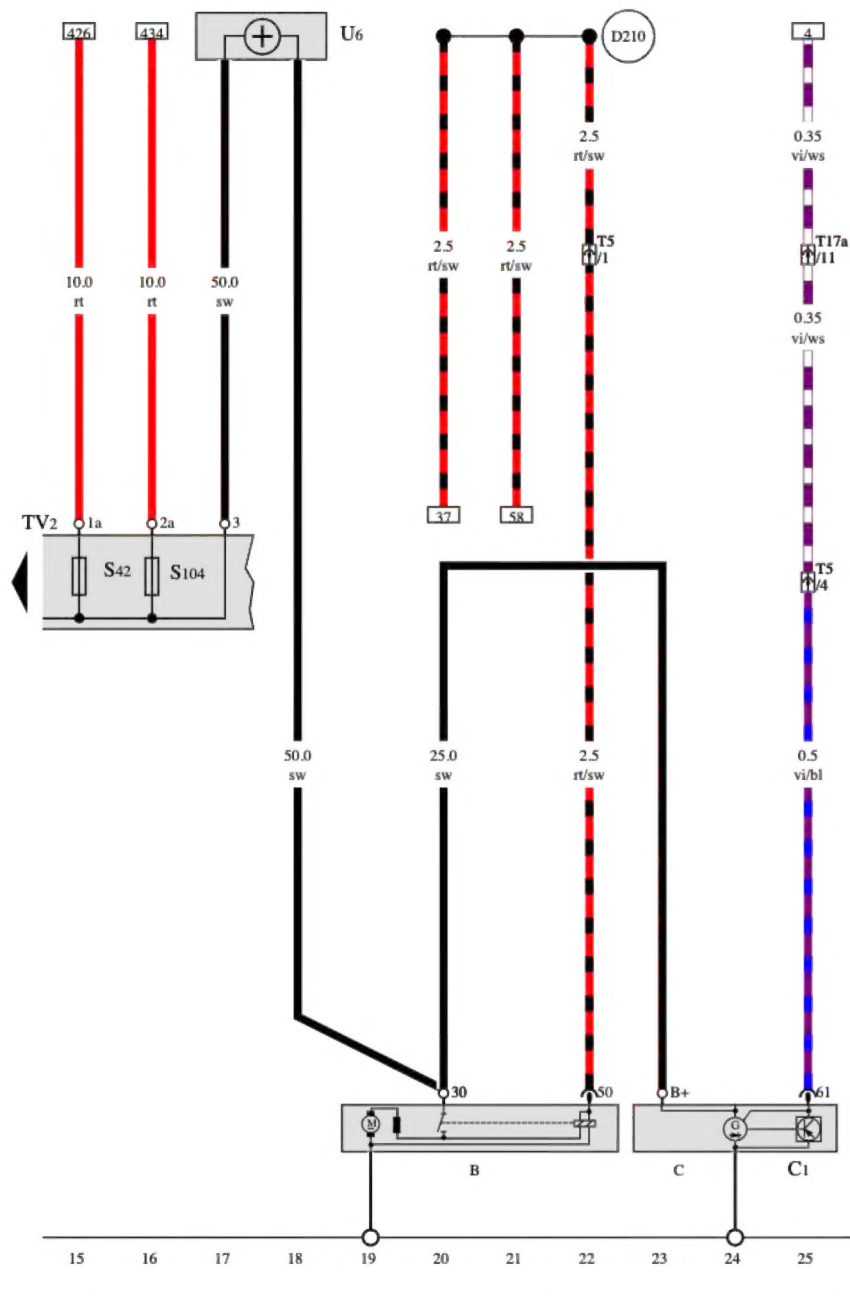 426
434
U6
D210
4
2.5
rt/sw
0.35
vi/ws
2.5
rt/sw
2.5
rt/sw
T5
/1
T17a
/11
10.0
rt
10.0
rt
50.0
sw
0.35
vi/ws
37
58
TV2
1a
2a
3
S42
S104
T5
/4
50.0
sw
25.0
sw
2.5
rt/sw
0.5
vi/bl
30
50
B+
61
M
G
B
C
C1
15
16
17
18
19
20
21
22
23
24
25